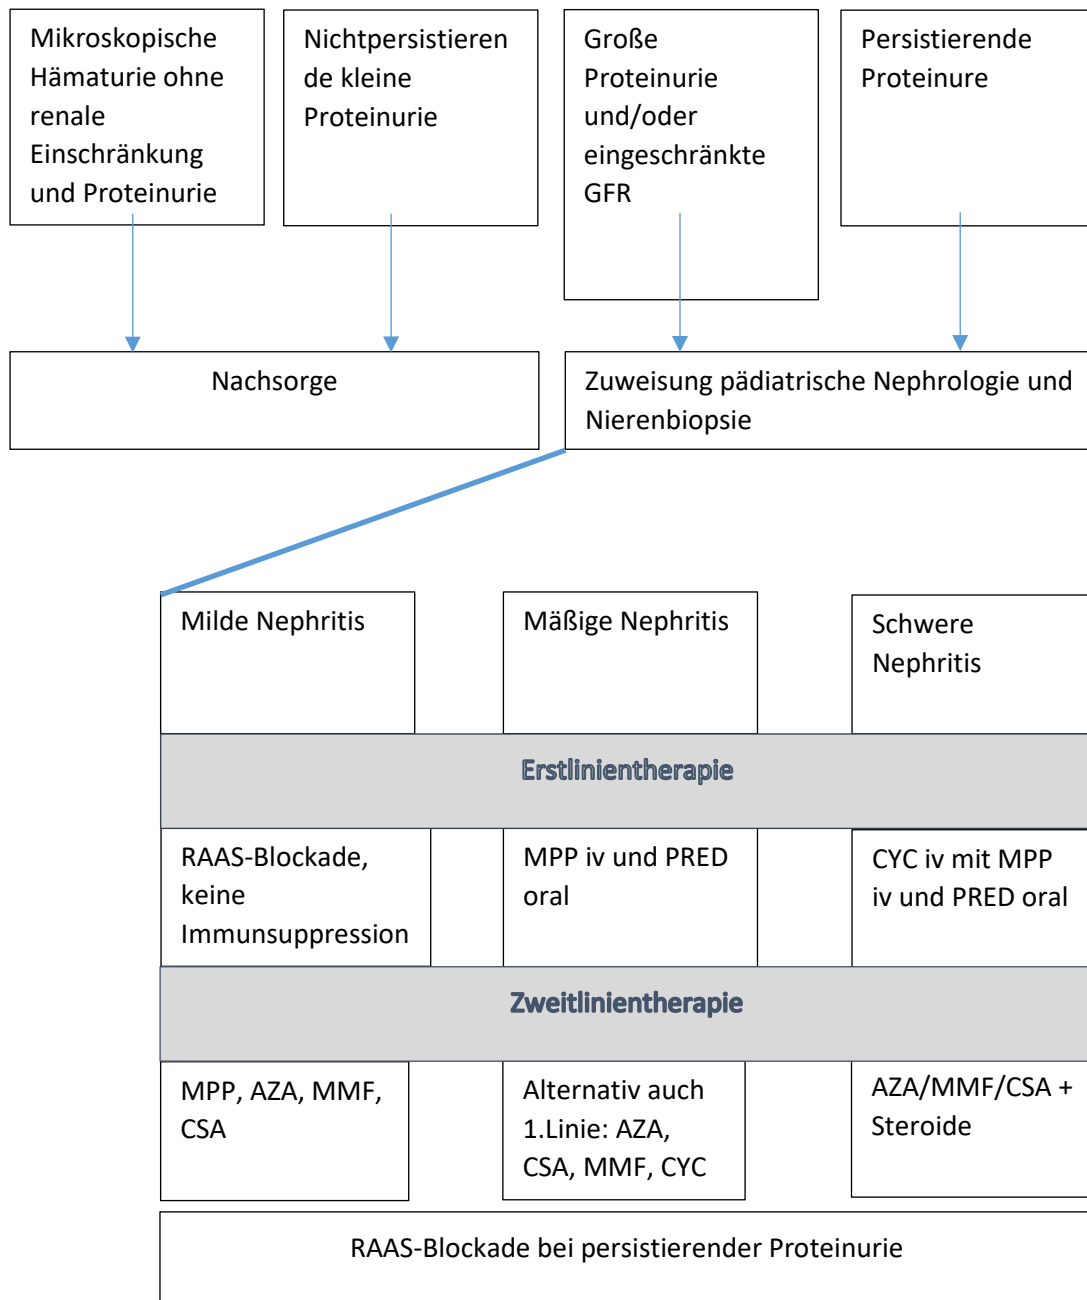 Mikroskopische
Hämaturie ohne
renale
Einschränkung
und Proteinurie
Nichtpersistieren
de kleine
Proteinurie
Große
Proteinurie
und/oder
eingeschränkte
GFR
Persistierende
Proteinure
Nachsorge
Zuweisung pädiatrische Nephrologie und
Nierenbiopsie
Milde Nephritis
Mäßige Nephritis
Schwere
Nephritis
Erstlinientherapie
RAAS-Blockade,
keine
Immunsuppression
MPP iv und PRED
oral
CYC iv mit MPP
iv und PRED oral
Zweitlinientherapie
MPP, AZA, MMF,
CSA
Alternativ auch
1.Linie: AZA,
CSA, MMF, CYC
AZA/MMF/CSA +
Steroide
RAAS-Blockade bei persistierender Proteinurie